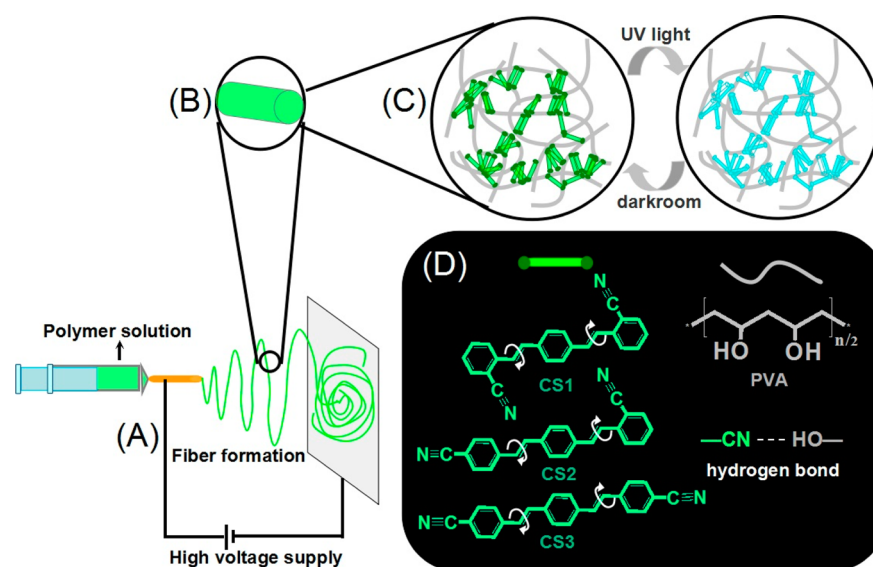 (B)
(C)
UV light
darkroom
(D)
N
CS1
N
N≡C
N
CS2
N≡C
C≡N
CS3
* [ ]n/2 *
HO OH
PVA
—CN ---- HO—
hydrogen bond
Polymer solution
(A)
Fiber formation
High voltage supply